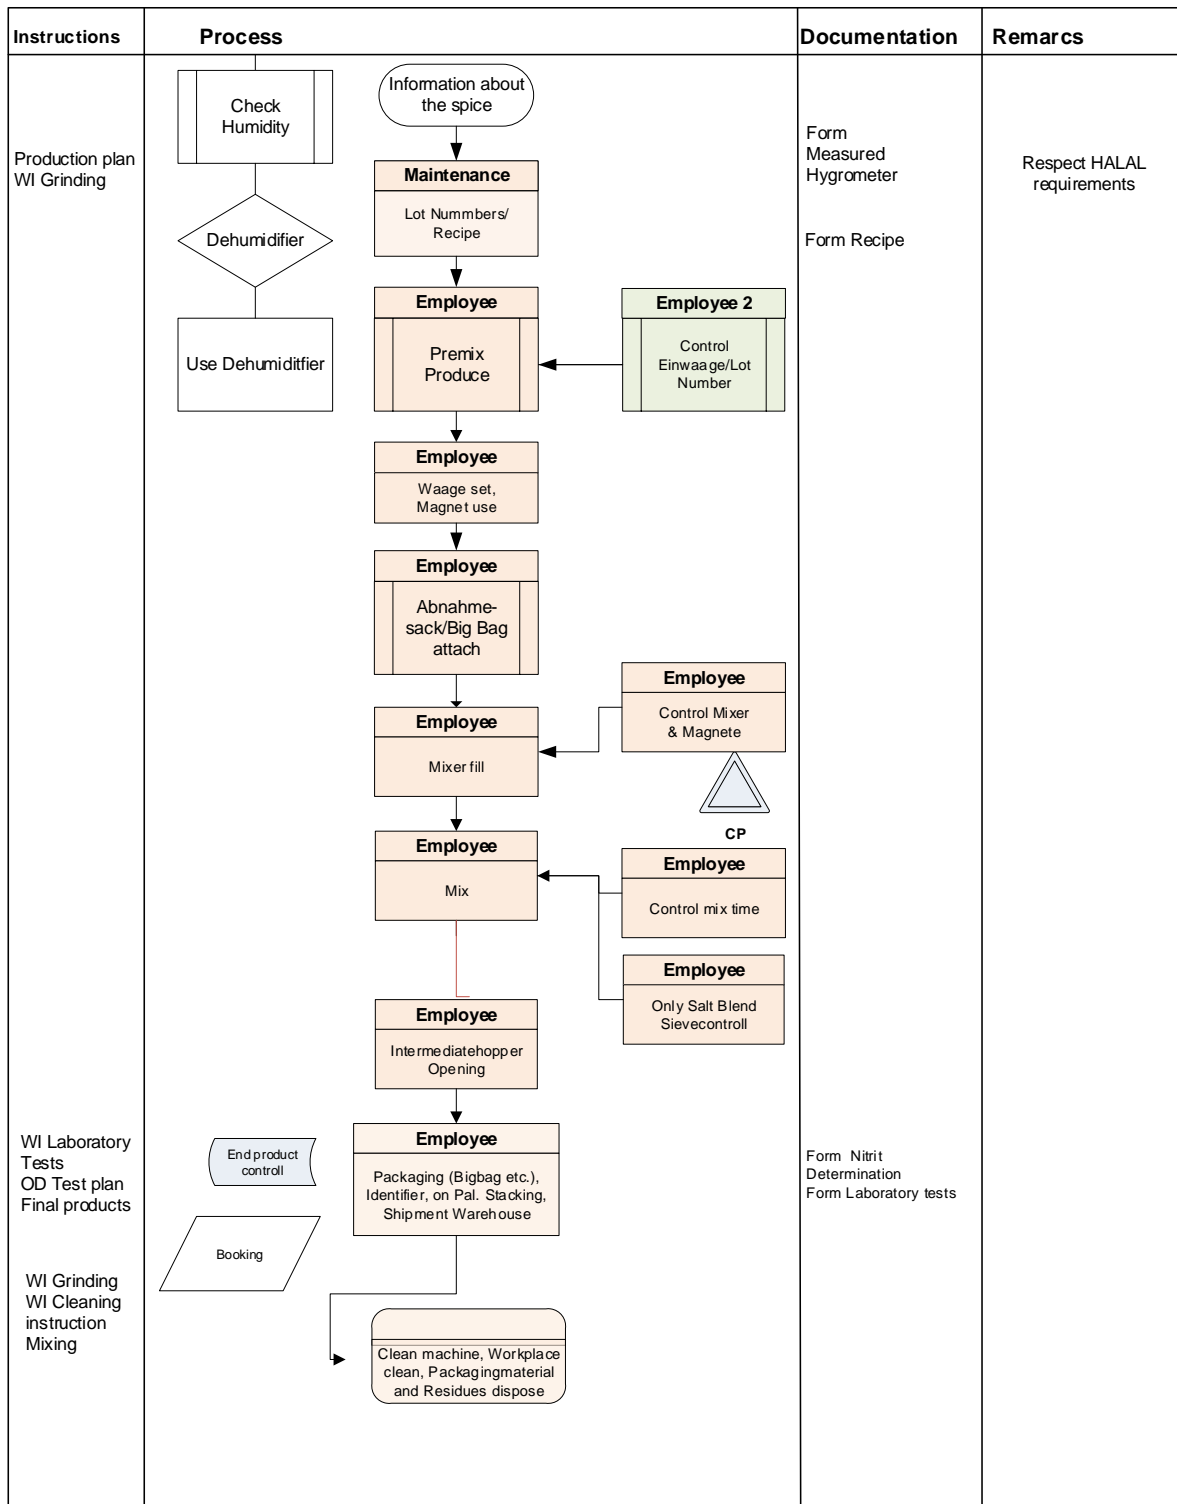 Instructions
Process
Documentation
Remarcs
Check
Humidity
Information about
the spice
Form
Measured
Hygrometer
Production plan
WI Grinding
Respect HALAL
requirements
Maintenance
Lot Nummbers/
Recipe
Dehumidifier
Form Recipe
Employee
Premix
Produce
Employee 2
Control
Einwaage/Lot
Number
Use Dehumiditfier
Employee
Waage set,
Magnet use
Employee
Abnahme-
sack/Big Bag
attach
Employee
Control Mixer
& Magnete
Employee
Mixer fill
CP
Employee
Mix
Employee
Control mix time
Employee
Only Salt Blend
Sievecontroll
Employee
Intermediatehopper
Opening
WI Laboratory
Tests
OD Test plan
Final products
End product
controll
Employee
Packaging (Bigbag etc.),
Identifier, on Pal. Stacking,
Shipment Warehouse
Form Nitrit
Determination
Form Laboratory tests
Booking
WI Grinding
WI Cleaning
instruction
Mixing
Clean machine, Workplace
clean, Packagingmaterial
and Residues dispose